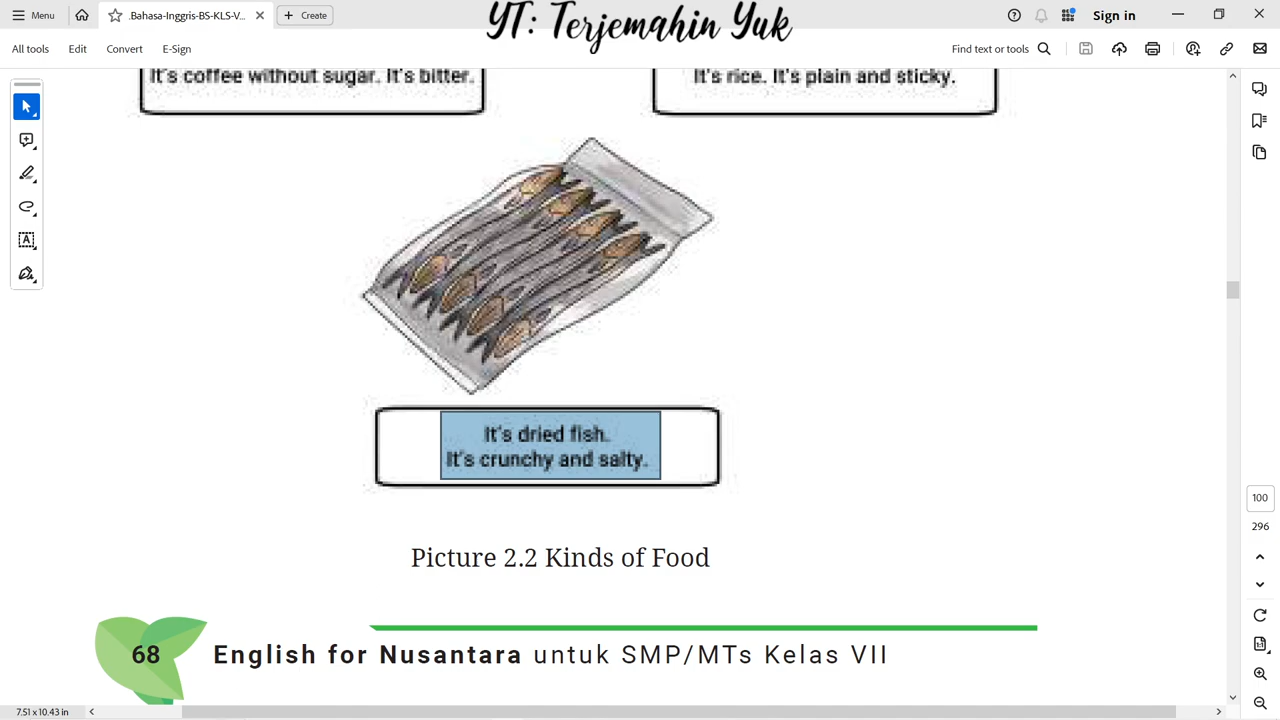 Menu
.Bahasa-Inggris-BS-KLS-V...
Create
YT: Terjemahin Yuk
Sign in
All tools
Edit
Convert
E-Sign
Find text or tools
It's coffee without sugar. It's bitter.
It's rice. It's plain and sticky.
It's dried fish.
It's crunchy and salty.
Picture 2.2 Kinds of Food
100
296
68
English for Nusantara untuk SMP/MTs Kelas VII
7.51 x 10.43 in